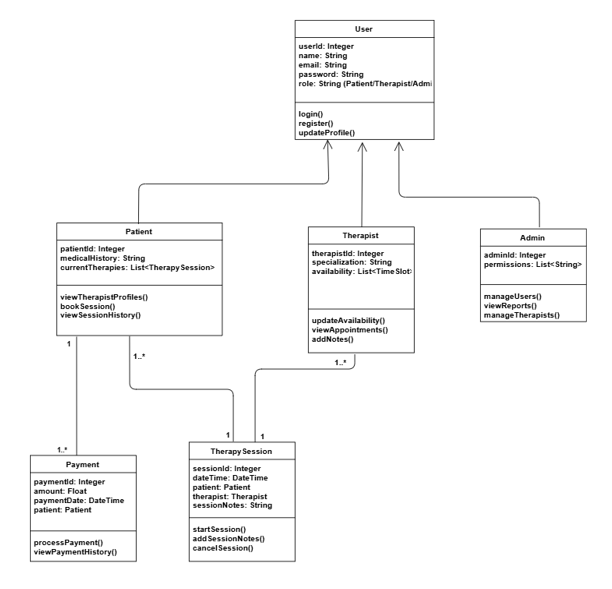 User
userId: Integer
name: String
email: String
password: String
role: String (Patient/Therapist/Admi
login()
register()
updateProfile()
Patient
patientId: Integer
medicalHistory: String
currentTherapies: List<TherapySession>
viewTherapistProfiles()
bookSession()
viewSessionHistory()
Therapist
therapistId: Integer
specialization: String
availability: List<TimeSlot>
updateAvailability()
viewAppointments()
addNotes()
Admin
adminId: Integer
permissions: List<String>
manageUsers()
viewReports()
manageTherapists()
1
1..*
1..*
1..*
1
1
Payment
paymentId: Integer
amount: Float
paymentDate: DateTime
patient: Patient
processPayment()
viewPaymentHistory()
TherapySession
sessionId: Integer
dateTime: DateTime
patient: Patient
therapist: Therapist
sessionNotes: String
startSession()
addSessionNotes()
cancelSession()